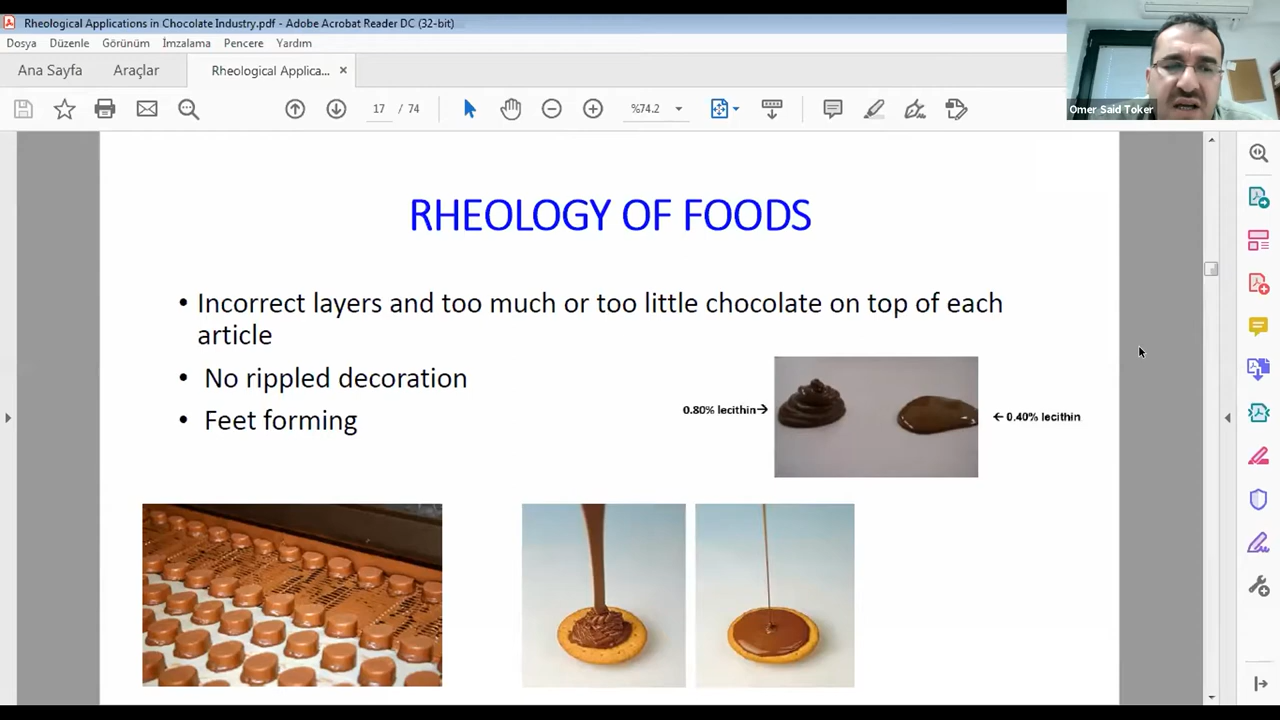 Rheological Applications in Chocolate Industry.pdf - Adobe Acrobat Reader DC (32-bit)
Dosya Düzenle Görünüm İmzalama Pencere Yardım
Ana Sayfa Araçlar Rheological Applica... ×
17 / 74 %74.2
Omer Said Toker
RHEOLOGY OF FOODS
• Incorrect layers and too much or too little chocolate on top of each
article
• No rippled decoration
• Feet forming
0.80% lecithin→
← 0.40% lecithin